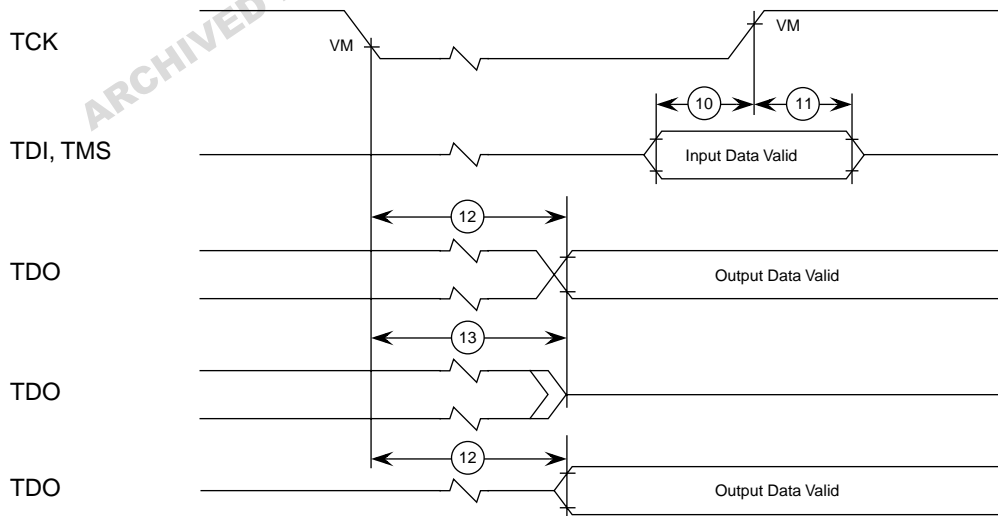 ARCHIVED
TCK
VM
VM
10
11
TDI, TMS
Input Data Valid
12
TDO
Output Data Valid
13
TDO
12
TDO
Output Data Valid